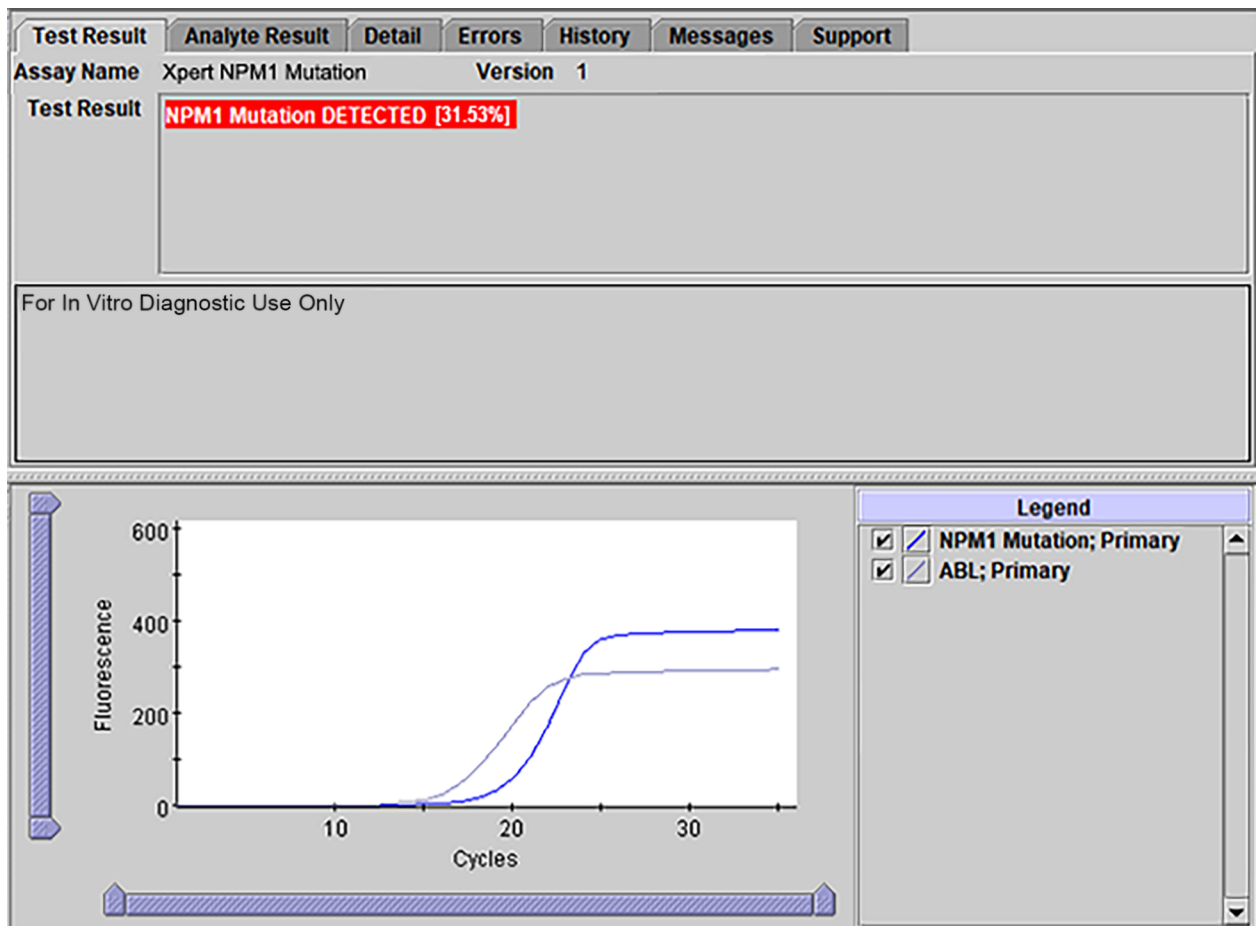 Test Result Analyte Result Detail Errors History Messages Support
Assay Name Xpert NPM1 Mutation Version 1
Test Result NPM1 Mutation DETECTED [31.53%]
For In Vitro Diagnostic Use Only
600
400
200
0
Fluorescence
10 20 30
Cycles
Legend
NPM1 Mutation; Primary
ABL; Primary